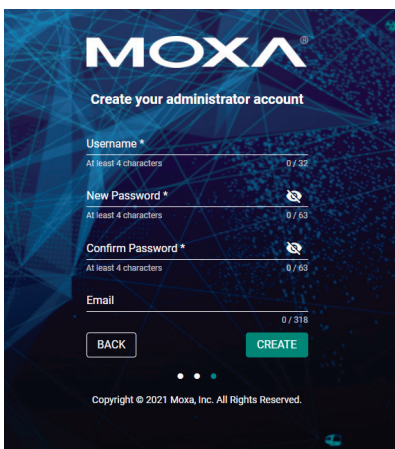 MOXA®
Create your administrator account
Username *
At least 4 characters 0 / 32
New Password *
At least 4 characters 0 / 63
Confirm Password *
At least 4 characters 0 / 63
Email
0 / 318
BACK CREATE
Copyright © 2021 Moxa, Inc. All Rights Reserved.